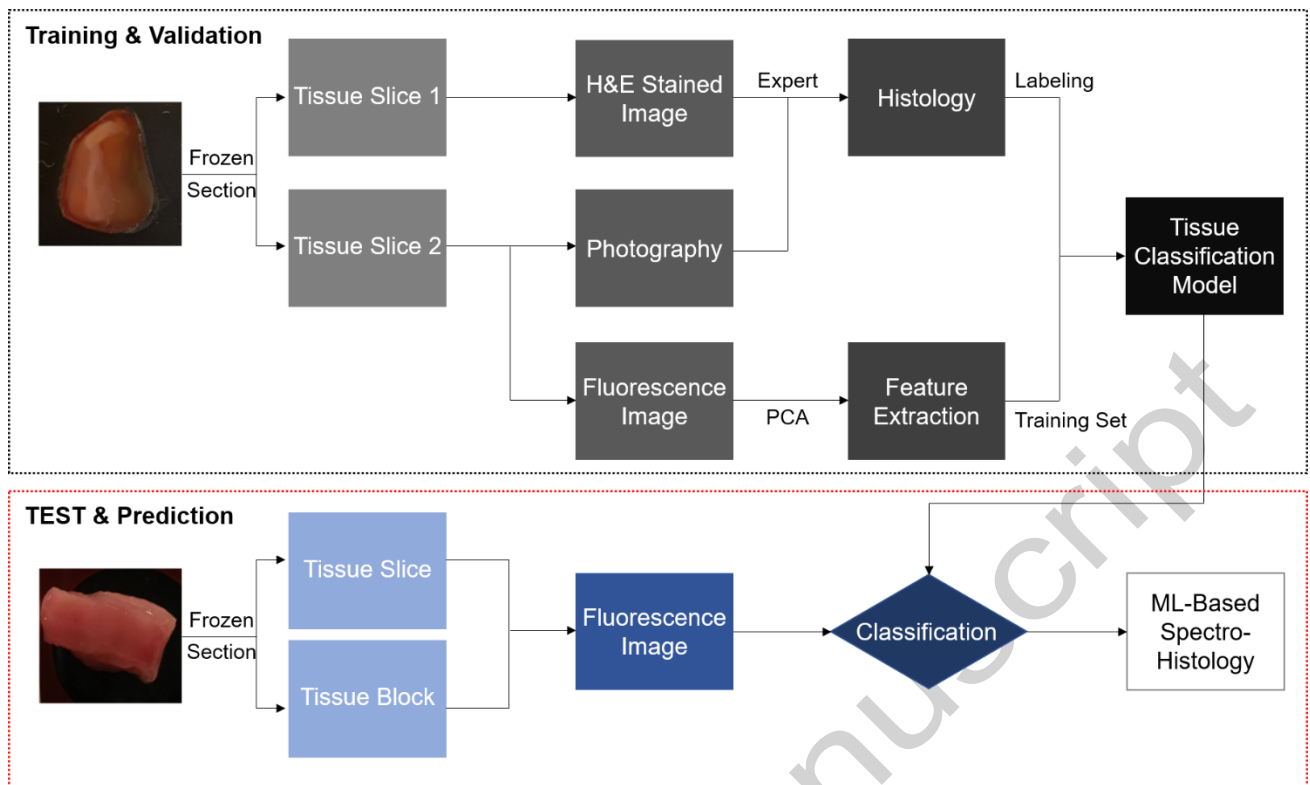 Training & Validation
Tissue Slice 1
H&E Stained
Image
Expert
Histology
Labeling
Frozen
Section
Tissue Slice 2
Photography
Tissue
Classification
Model
Fluorescence
Image
PCA
Feature
Extraction
Training Set
TEST & Prediction
Tissue Slice
Frozen
Section
Fluorescence
Image
Classification
ML-Based
Spectro-
Histology
Tissue Block
nuscript